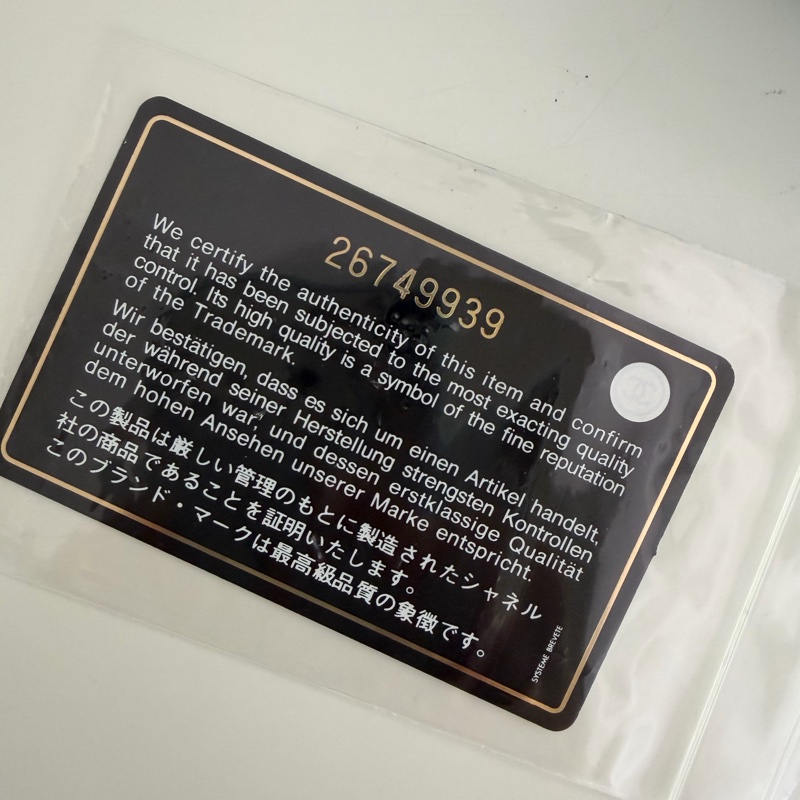 26749939
We certify the authenticity of this item and confirm
that it has been subjected to the most exacting quality
control. Its high quality is a symbol of the fine reputation
of the Trademark.
Wir bestätigen, dass es sich um einen Artikel handelt,
der während seiner Herstellung strengsten Kontrollen
unterworfen war, und dessen erstklassige Qualität
dem hohen Ansehen unserer Marke entspricht.
この製品は厳しい管理のもとに製造されたシャネル
社の商品であることを証明いたします。
このブランド・マークは最高級品質の象徴です。
SYSTEME BREVETE